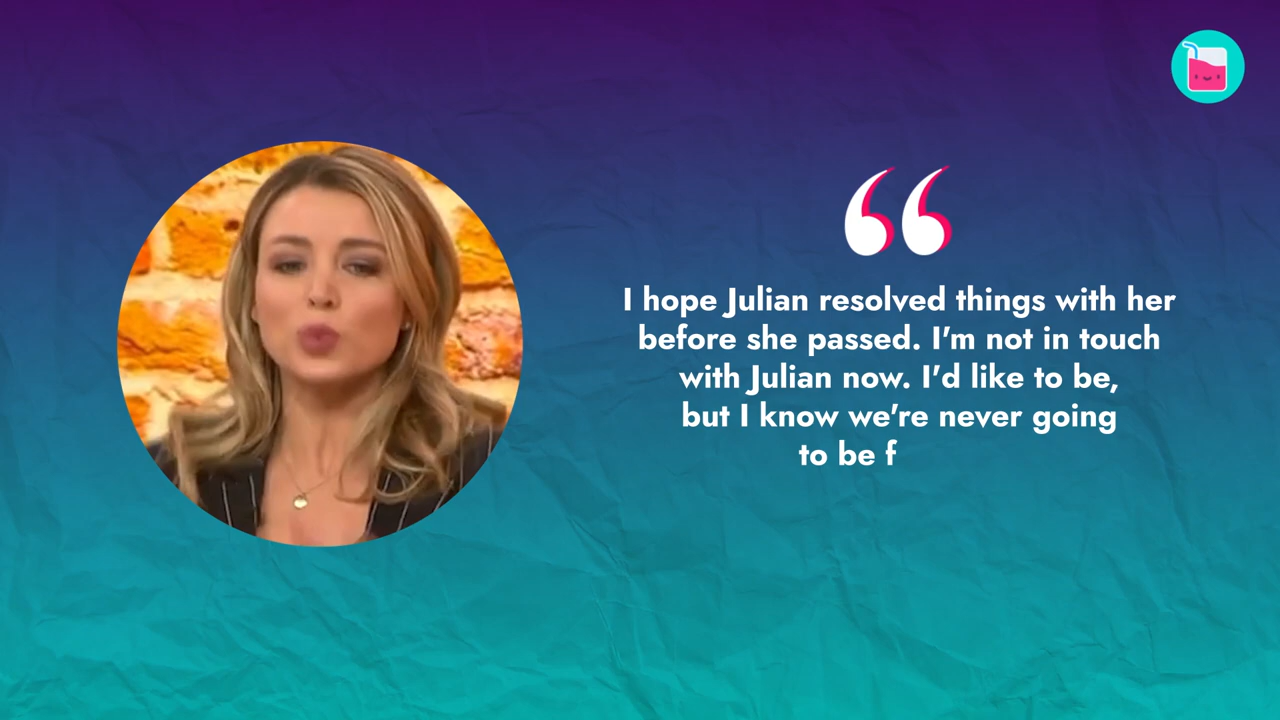 “
I hope Julian resolved things with her
before she passed. I'm not in touch
with Julian now. I'd like to be,
but I know we're never going
to be f